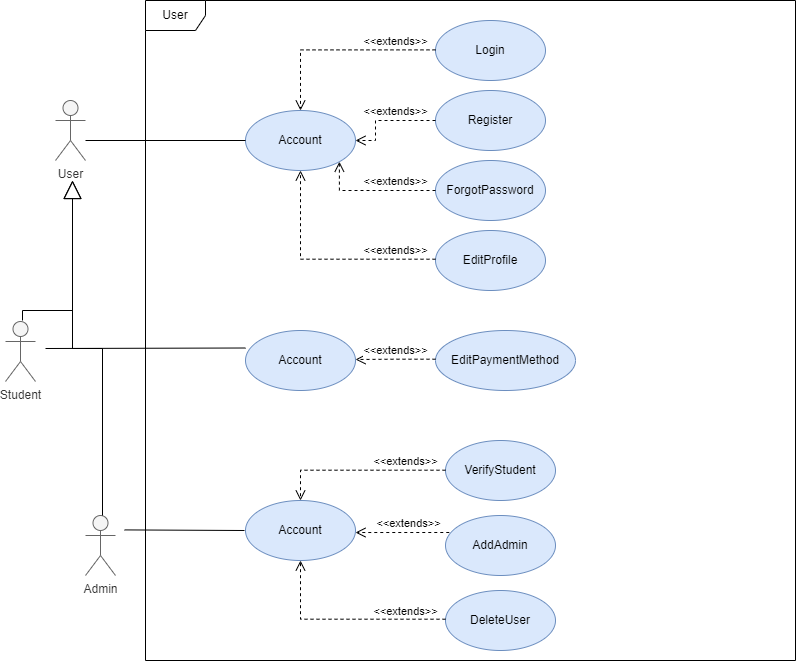 User
<<extends>>
Login
<<extends>>
Register
Account
User
<<extends>>
ForgotPassword
<<extends>>
EditProfile
<<extends>>
Account
EditPaymentMethod
Student
<<extends>>
VerifyStudent
<<extends>>
Account
AddAdmin
Admin
<<extends>>
DeleteUser